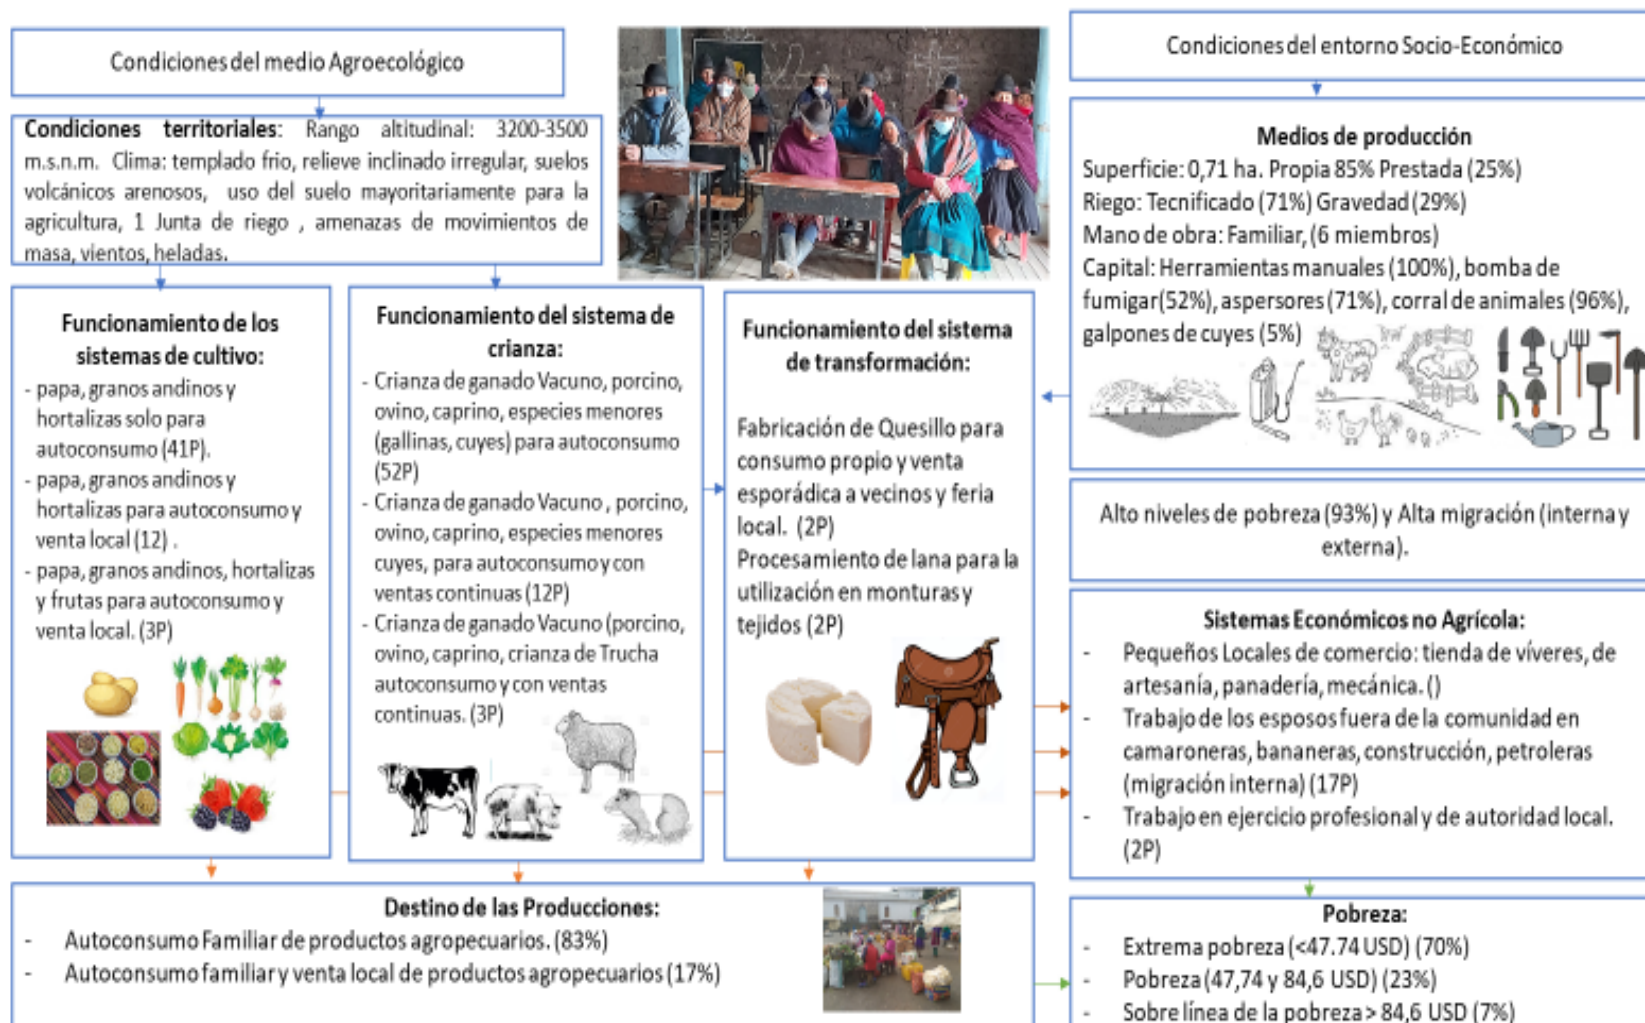 Condiciones del medio Agroecológico
Condiciones territoriales: Rango altitudinal: 3200-3500
m.s.n.m. Clima: templado frio, relieve inclinado irregular, suelos
volcánicos arenosos, uso del suelo mayoritariamente para la
agricultura, 1 Junta de riego , amenazas de movimientos de
masa, vientos, heladas.
Funcionamiento de los
sistemas de cultivo:
- papa, granos andinos y
hortalizas solo para
autoconsumo (41P).
- papa, granos andinos y
hortalizas para autoconsumo y
venta local (12) .
- papa, granos andinos, hortalizas
y frutas para autoconsumo y
venta local. (3P)
Funcionamiento del sistema de
crianza:
- Crianza de ganado Vacuno, porcino,
ovino, caprino, especies menores
(gallinas, cuyes) para autoconsumo
(52P)
- Crianza de ganado Vacuno , porcino,
ovino, caprino, especies menores
cuyes, para autoconsumo y con
ventas continuas (12P)
- Crianza de ganado Vacuno (porcino,
ovino, caprino, crianza de Trucha
autoconsumo y con ventas
continuas. (3P)
Funcionamiento del sistema
de transformación:
Fabricación de Quesillo para
consumo propio y venta
esporádica a vecinos y feria
local. (2P)
Procesamiento de lana para la
utilización en monturas y
tejidos (2P)
Condiciones del entorno Socio-Económico
Medios de producción
Superficie: 0,71 ha. Propia 85% Prestada (25%)
Riego: Tecnificado (71%) Gravedad (29%)
Mano de obra: Familiar, (6 miembros)
Capital: Herramientas manuales (100%), bomba de
fumigar(52%), aspersores (71%), corral de animales (96%),
galpones de cuyes (5%)
Alto niveles de pobreza (93%) y Alta migración (interna y
externa).
Sistemas Económicos no Agrícola:
- Pequeños Locales de comercio: tienda de víveres, de
artesanía, panadería, mecánica. ()
- Trabajo de los esposos fuera de la comunidad en
camaroneras, bananeras, construcción, petroleras
(migración interna) (17P)
- Trabajo en ejercicio profesional y de autoridad local.
(2P)
Destino de las Producciones:
- Autoconsumo Familiar de productos agropecuarios. (83%)
- Autoconsumo familiar y venta local de productos agropecuarios (17%)
Pobreza:
- Extrema pobreza (<47.74 USD) (70%)
- Pobreza (47,74 y 84,6 USD) (23%)
- Sobre línea de la pobreza > 84,6 USD (7%)